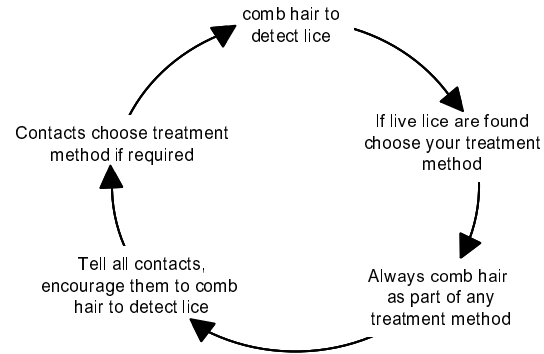 comb hair to
detect lice
If live lice are found
choose your treatment
method
Always comb hair
as part of any
treatment method
Tell all contacts,
encourage them to comb
hair to detect lice
Contacts choose treatment
method if required